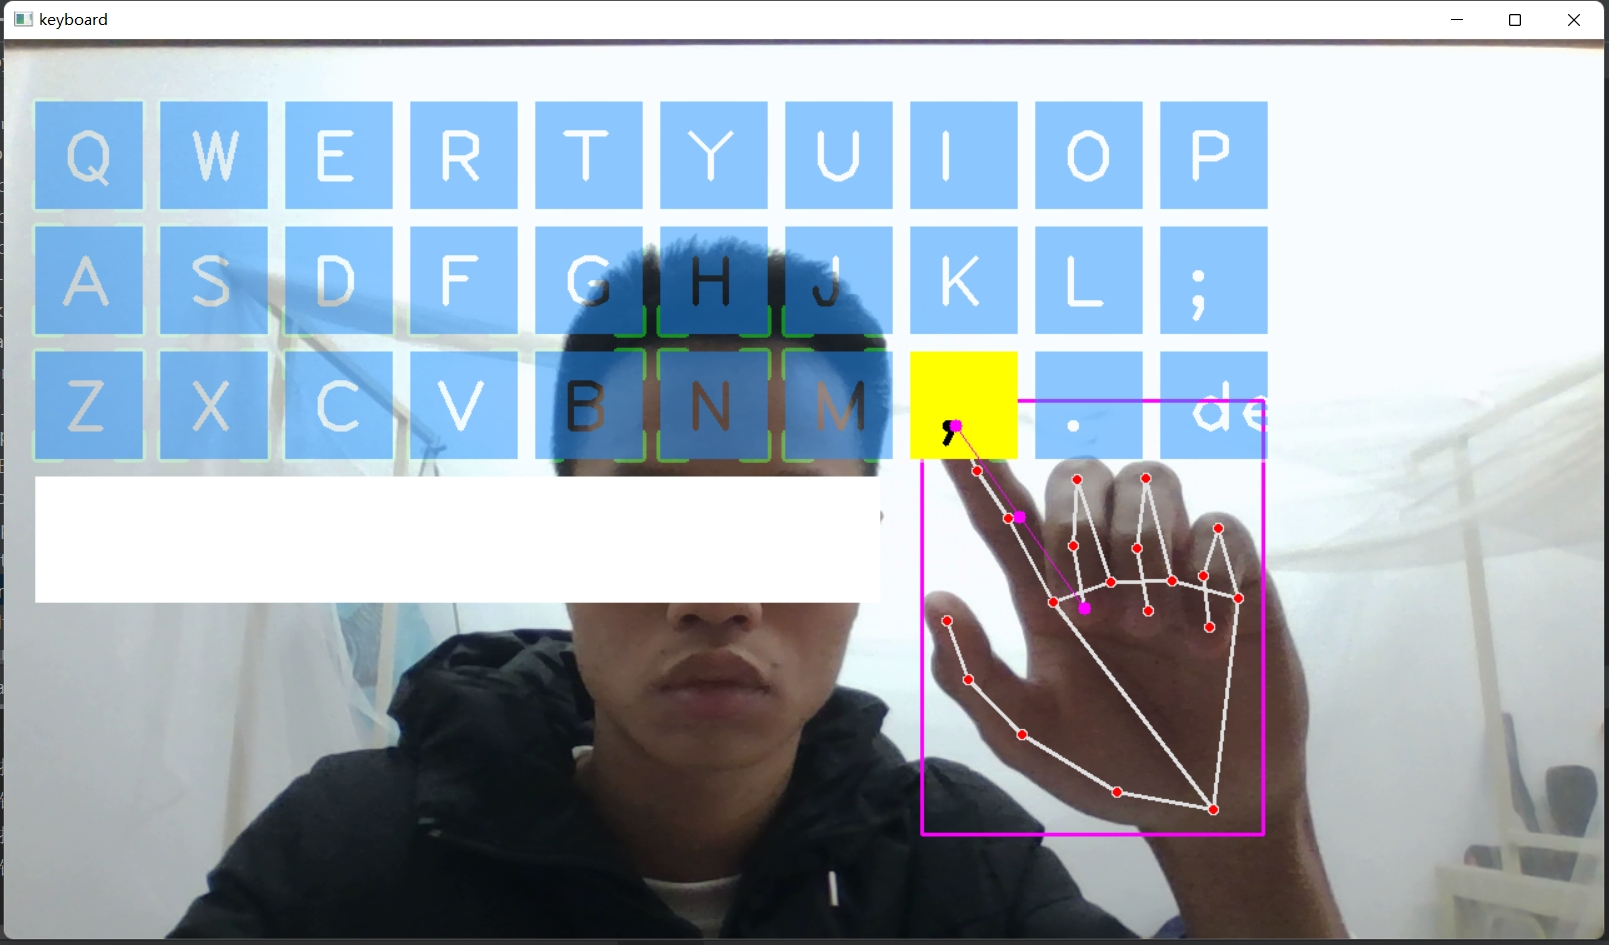 keyboard
Q W E R T Y U I O P
A S D F G H J K L ;
Z X C V B N M , . de